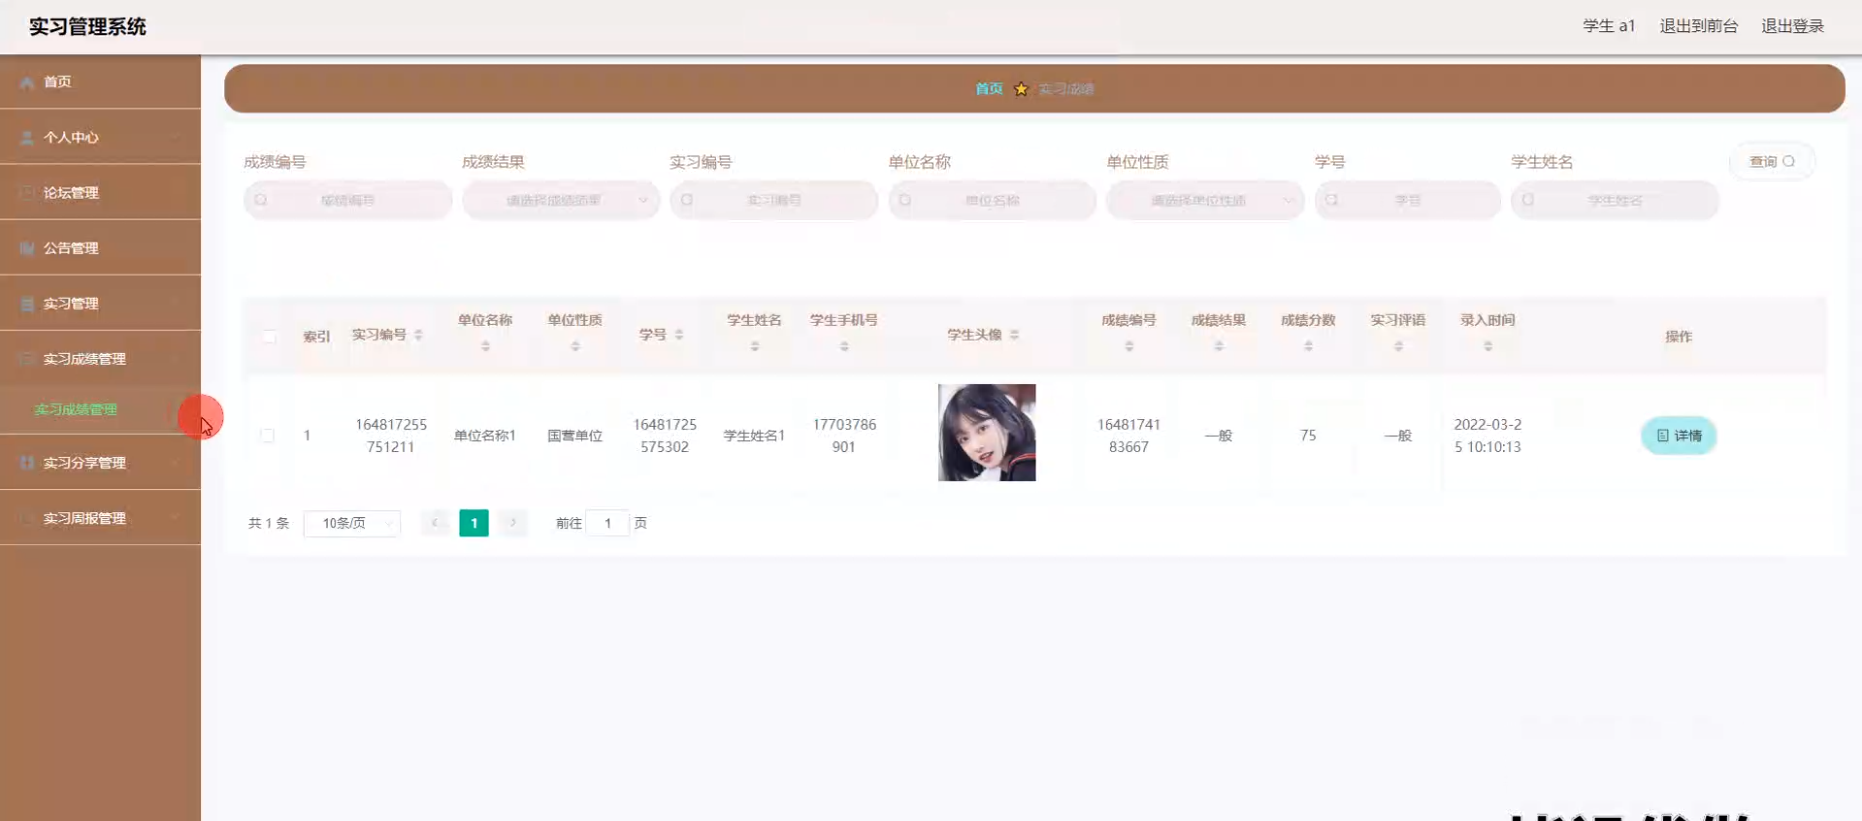 实习管理系统
学生 a1 退出到前台 退出登录
首页
个人中心
论坛管理
公告管理
实习管理
实习成绩管理
实习成绩管理
实习分享管理
实习周报管理
首页 实习成绩
成绩编号 成绩结果 实习编号 单位名称 单位性质 学号 学生姓名 查询
成绩编号 请选择成绩结果 实习编号 单位名称 请选择单位性质 学号 学生姓名
索引 实习编号 单位名称 单位性质 学号 学生姓名 学生手机号 学生头像 成绩编号 成绩结果 成绩分数 实习评语 录入时间 操作
1 164817255 单位名称1 国营单位 16481725 学生姓名1 17703786 16481741 一般 75 一般 2022-03-2 详情
751211 575302 901 83667 5 10:10:13
共 1 条 10条/页 1 前往 1 页